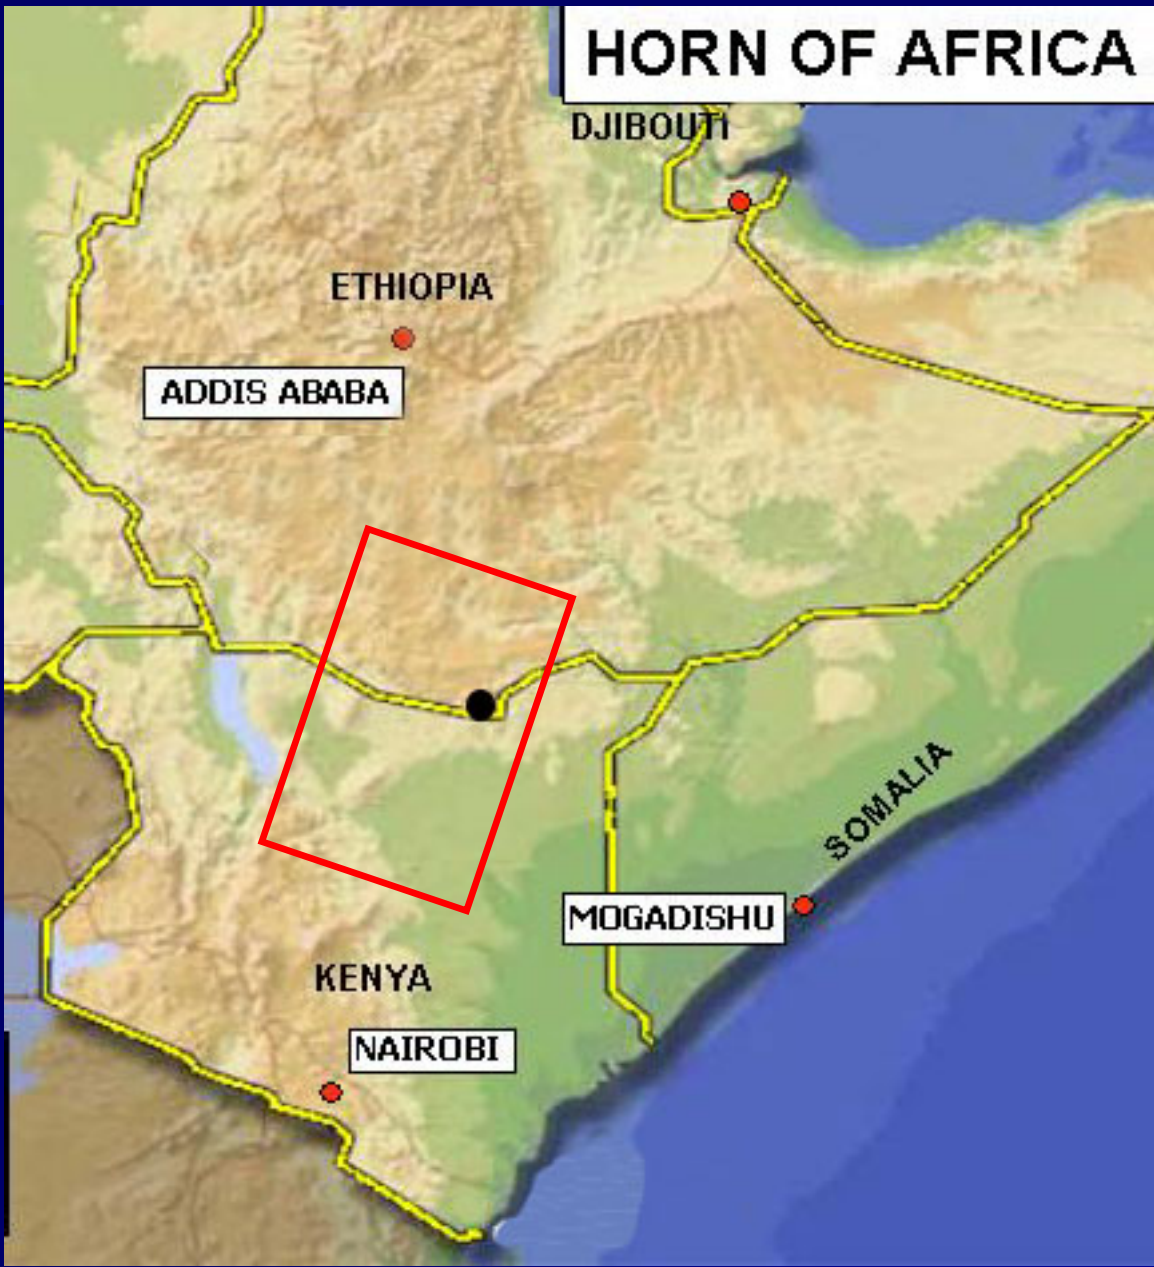 HORN OF AFRICA
DJIBOUTI
ETHIOPIA
ADDIS ABABA
SOMALIA
MOGADISHU
KENYA
NAIROBI